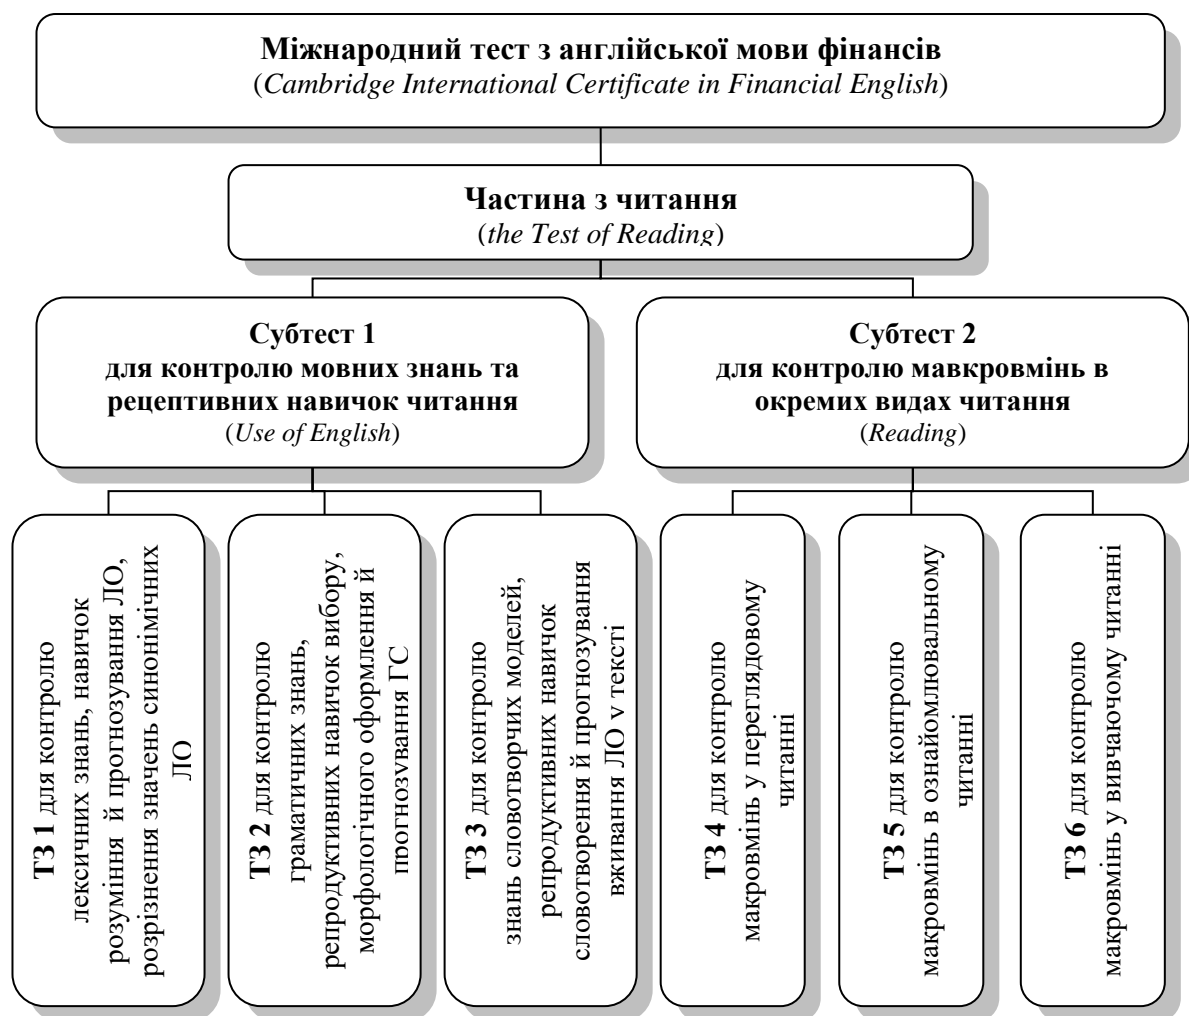 Міжнародний тест з англійської мови фінансів
(Cambridge International Certificate in Financial English)
Частина з читання
(the Test of Reading)
Субтест 1
для контролю мовних знань та
рецептивних навичок читання
(Use of English)
Субтест 2
для контролю мавкровмінь в
окремих видах читання
(Reading)
ТЗ 1 для контролю
лексичних знань, навичок
розуміння й прогнозування ЛО,
розрізнення значень синонімічних
ЛО
ТЗ 2 для контролю
граматичних знань,
репродуктивних навичок вибору,
морфологічного оформлення й
прогнозування ГС
ТЗ 3 для контролю
знань словотворчих моделей,
репродуктивних навичок
словотворення й прогнозування
вживання ЛО у тексті
ТЗ 4 для контролю
макровмінь у переглядовому
читанні
ТЗ 5 для контролю
макровмінь в ознайомлювальному
читанні
ТЗ 6 для контролю
макровмінь у вивчаючому читанні